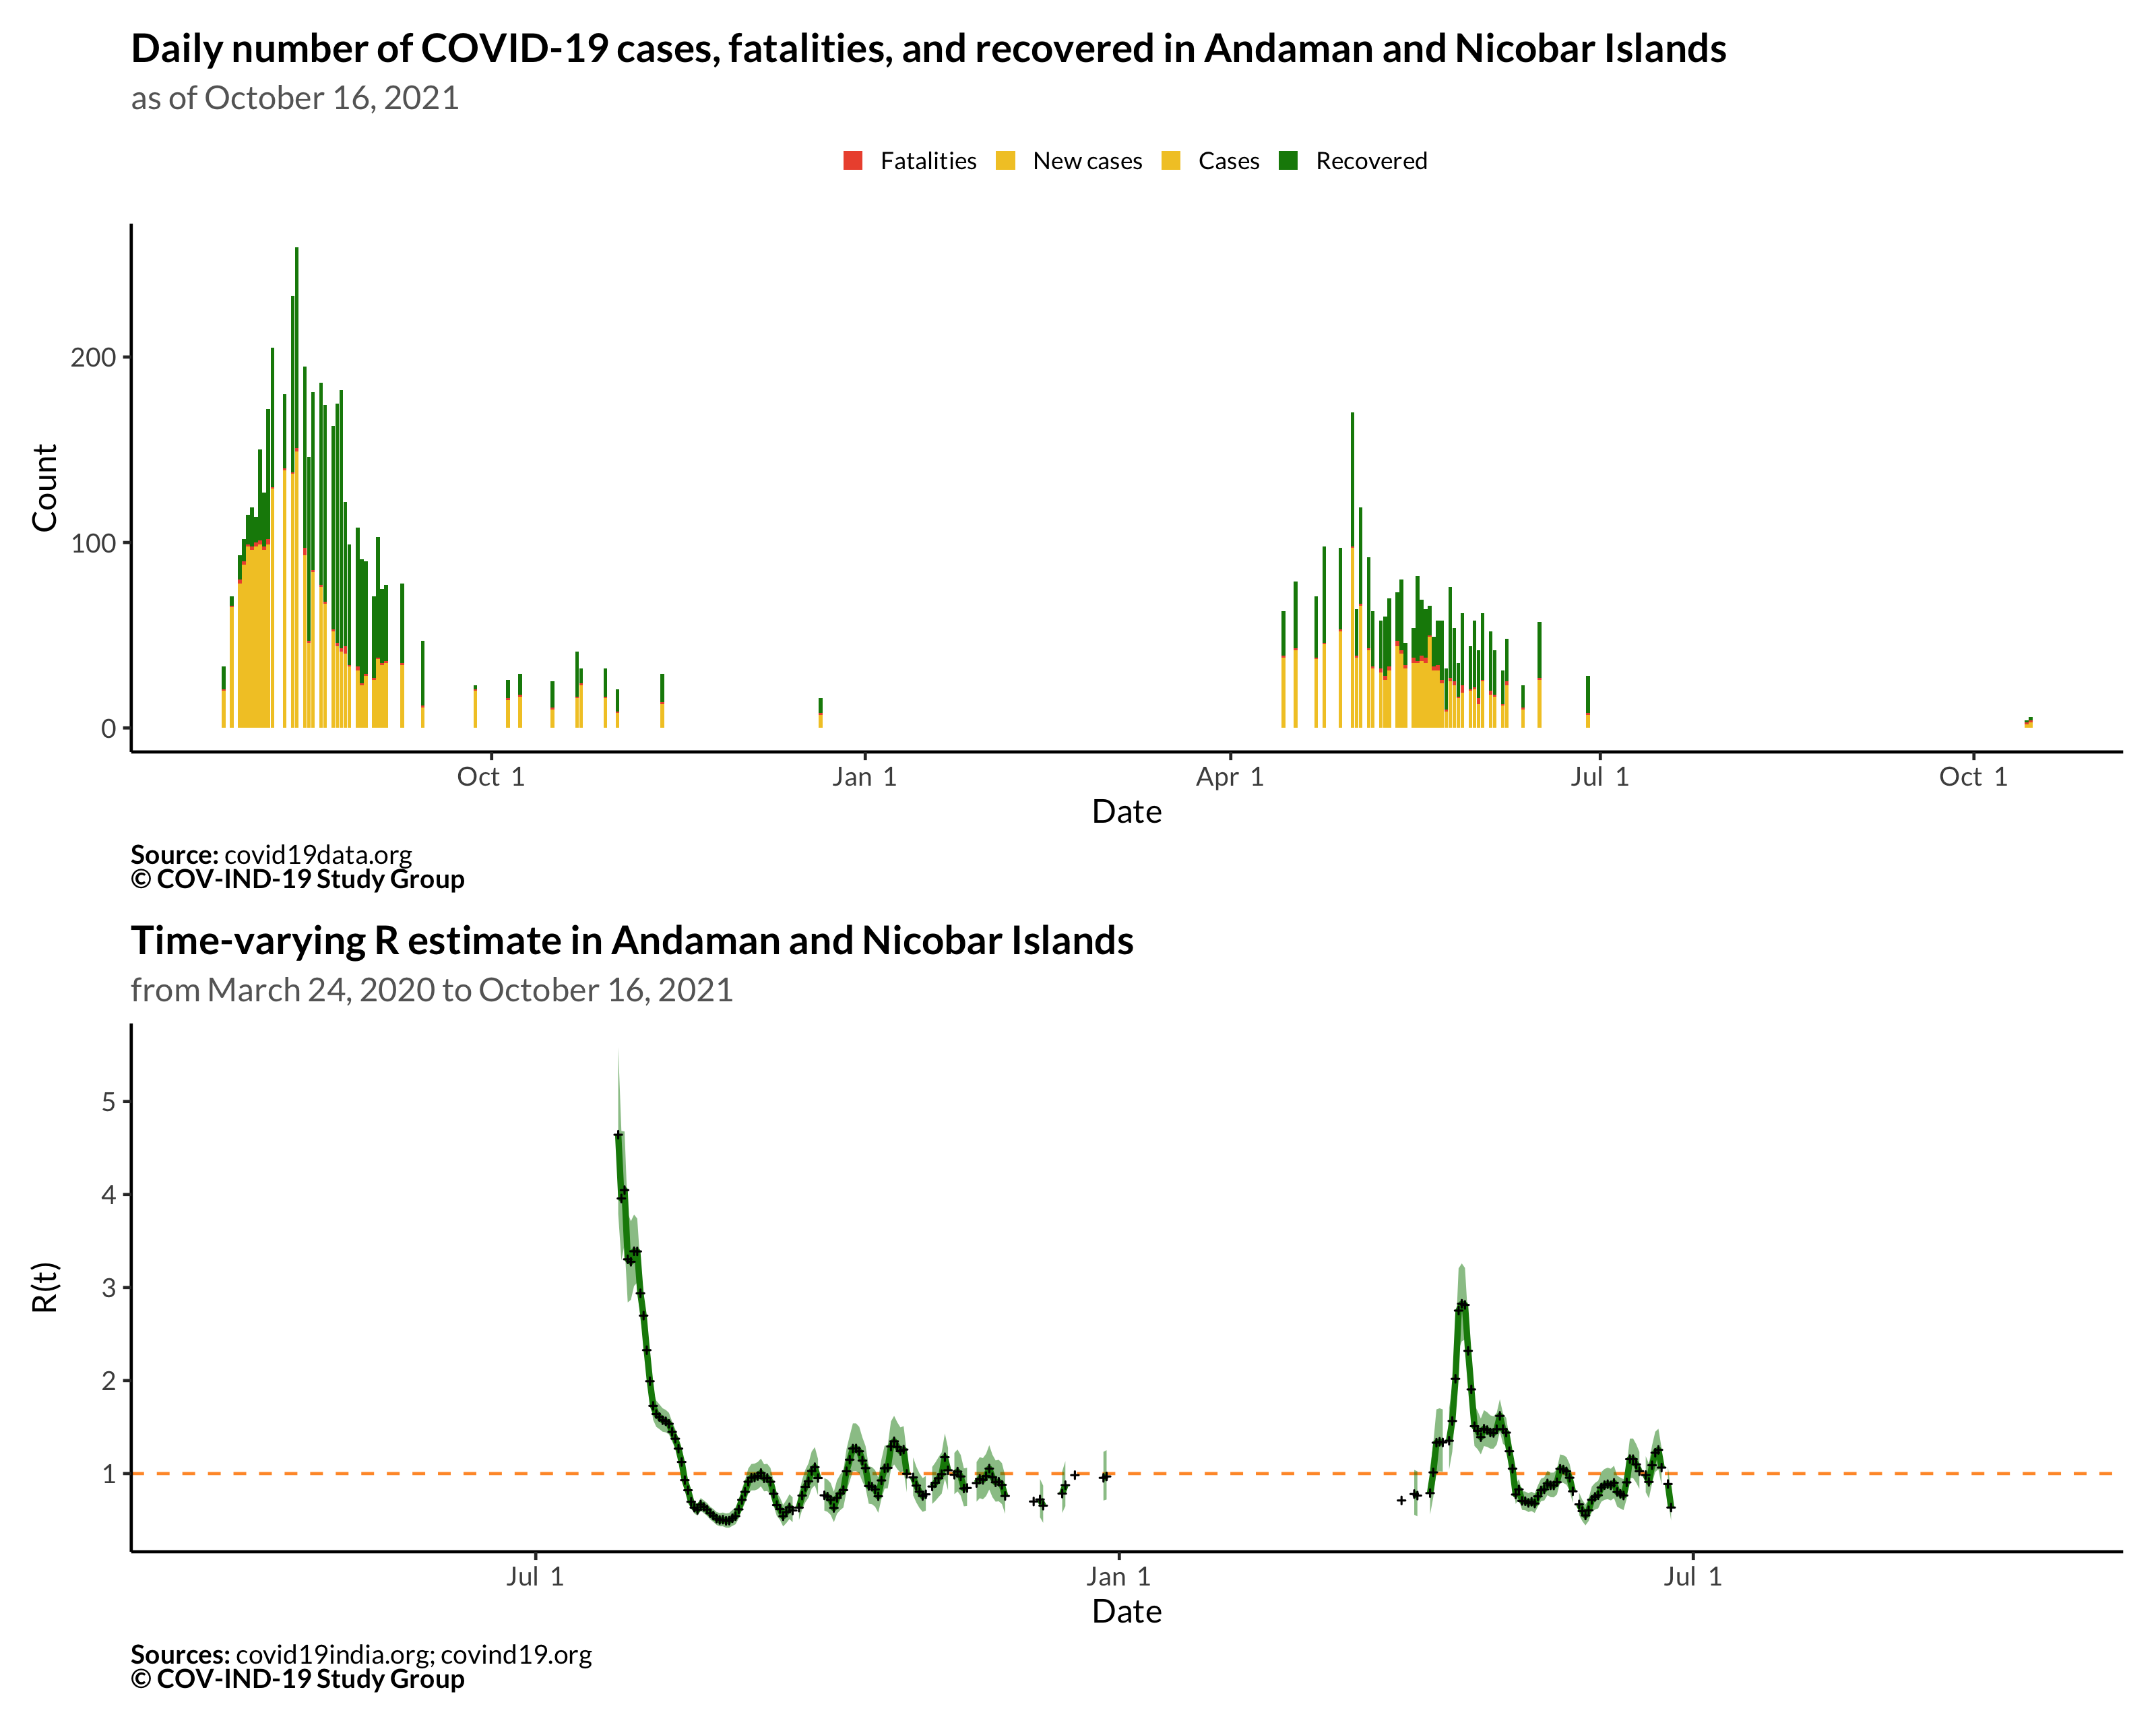 Daily number of COVID-19 cases, fatalities, and recovered in Andaman and Nicobar Islands
as of October 16, 2021
Fatalities New cases Cases Recovered
Count
200
100
0
Oct 1 Jan 1 Apr 1 Jul 1 Oct 1
Date
Source: covid19data.org
© COV-IND-19 Study Group
Time-varying R estimate in Andaman and Nicobar Islands
from March 24, 2020 to October 16, 2021
R(t)
5
4
3
2
1
Jul 1 Jan 1 Jul 1
Date
Sources: covid19india.org; covind19.org
© COV-IND-19 Study Group